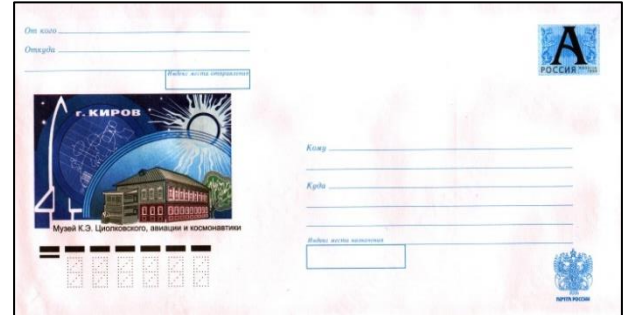 От кого
Откуда
Индекс места отправления
А
РОССИЯ
г. КИРОВ
Музей К.Э. Циолковского, авиации и космонавтики
Кому
Куда
Индекс места назначения
ПОЧТА РОССИИ